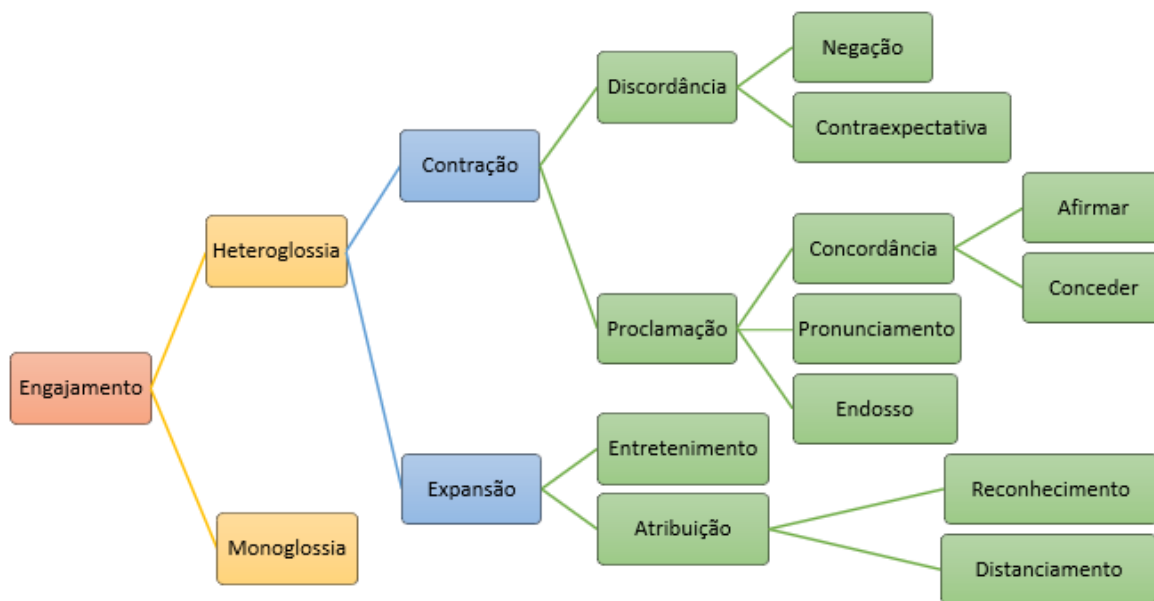 Negação
Discordância
Contraexpectativa
Contração
Afirmar
Heteroglossia
Concordância
Conceder
Proclamação
Pronunciamento
Engajamento
Endosso
Entretenimento
Expansão
Reconhecimento
Atribuição
Monoglossia
Distanciamento